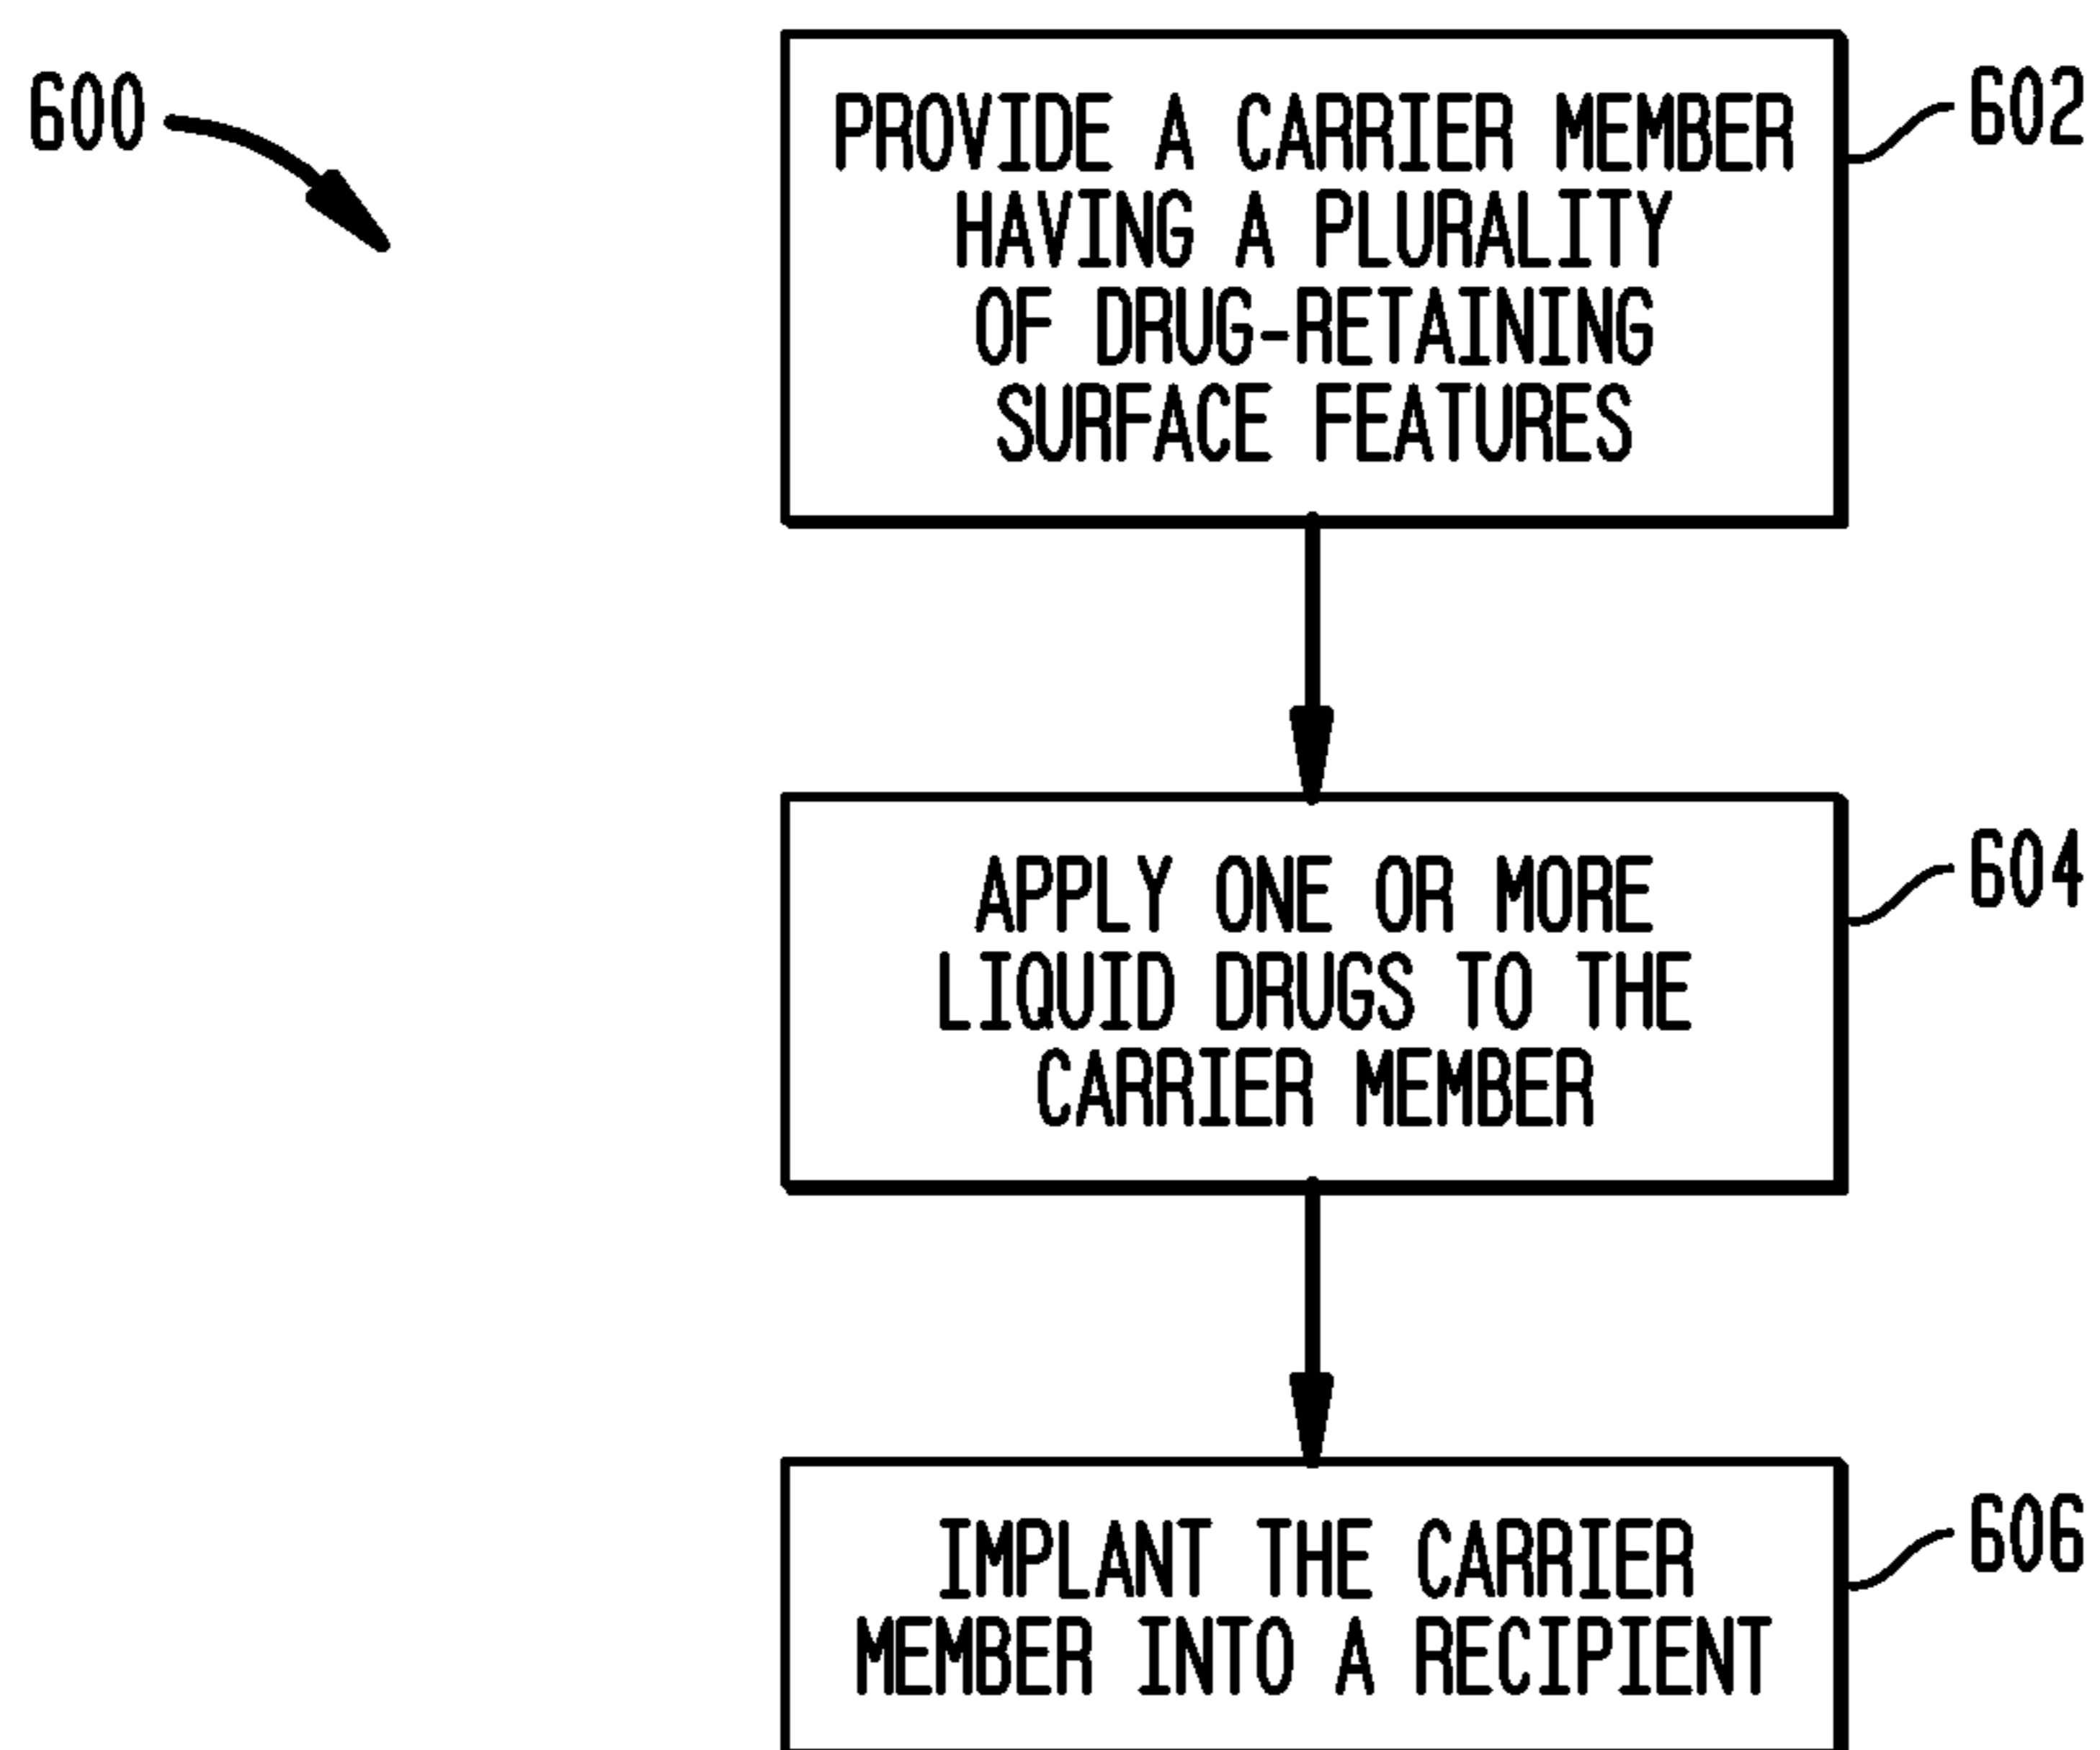 600
PROVIDE A CARRIER MEMBER
HAVING A PLURALITY
OF DRUG-RETAINING
SURFACE FEATURES
602
APPLY ONE OR MORE
LIQUID DRUGS TO THE
CARRIER MEMBER
604
IMPLANT THE CARRIER
MEMBER INTO A RECIPIENT
606